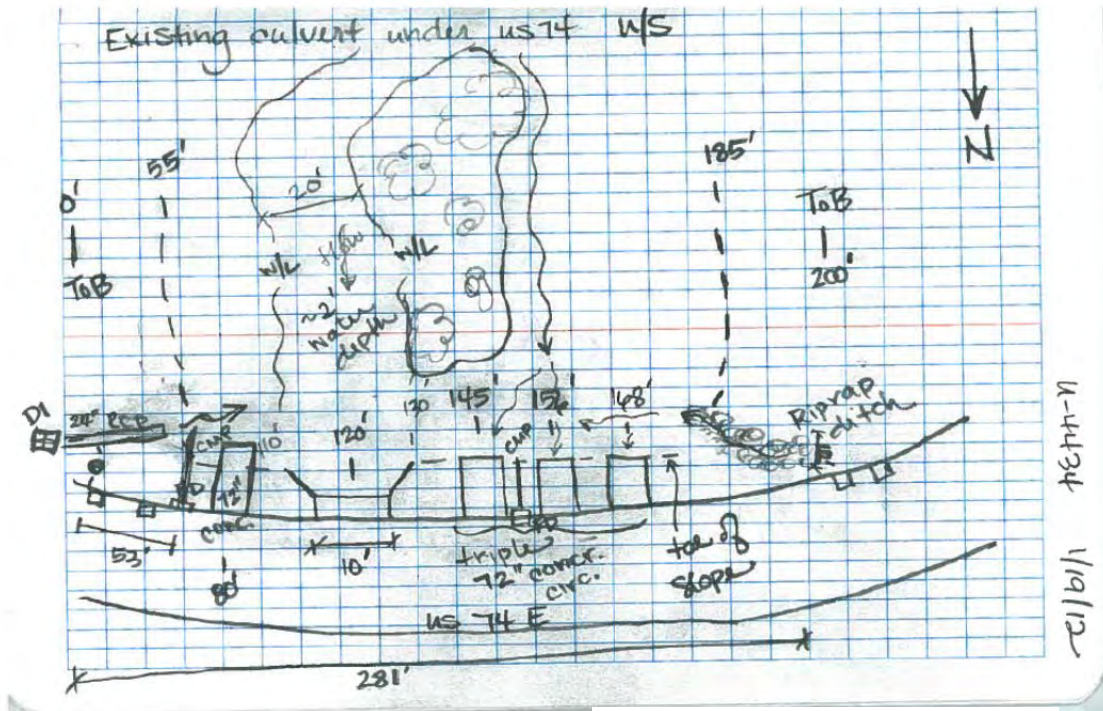 Existing culvert under US 74 U/S
N
55'
185'
0'
20'
ToB
W/L
flow
W/L
ToB
200'
~2'
water
depth
130'
145'
156'
168'
Riprap
ditch
DI
24" RCP
CMP
10'
120'
CMP
72"
conc.
53'
80'
10'
triple
72" concr.
circ.
toe of
slope
US 74 E
281'
U-4434 1/19/12